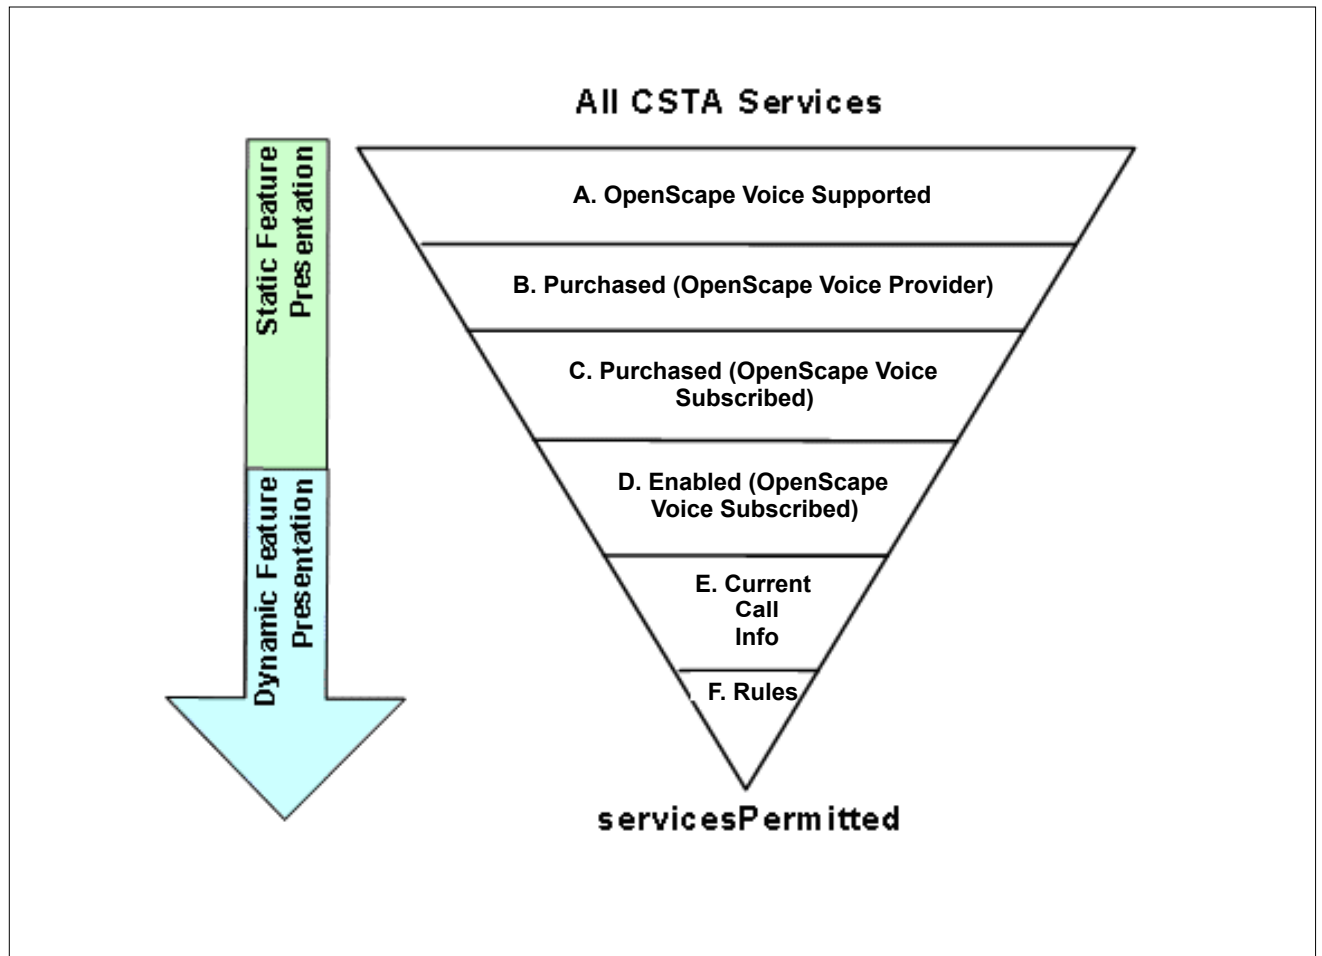 All CSTA Services
Static Feature
Presentation
Dynamic Feature
Presentation
A. OpenScape Voice Supported
B. Purchased (OpenScape Voice Provider)
C. Purchased (OpenScape Voice
Subscribed)
D. Enabled (OpenScape
Voice Subscribed)
E. Current
Call
Info
F. Rules
servicesPermitted